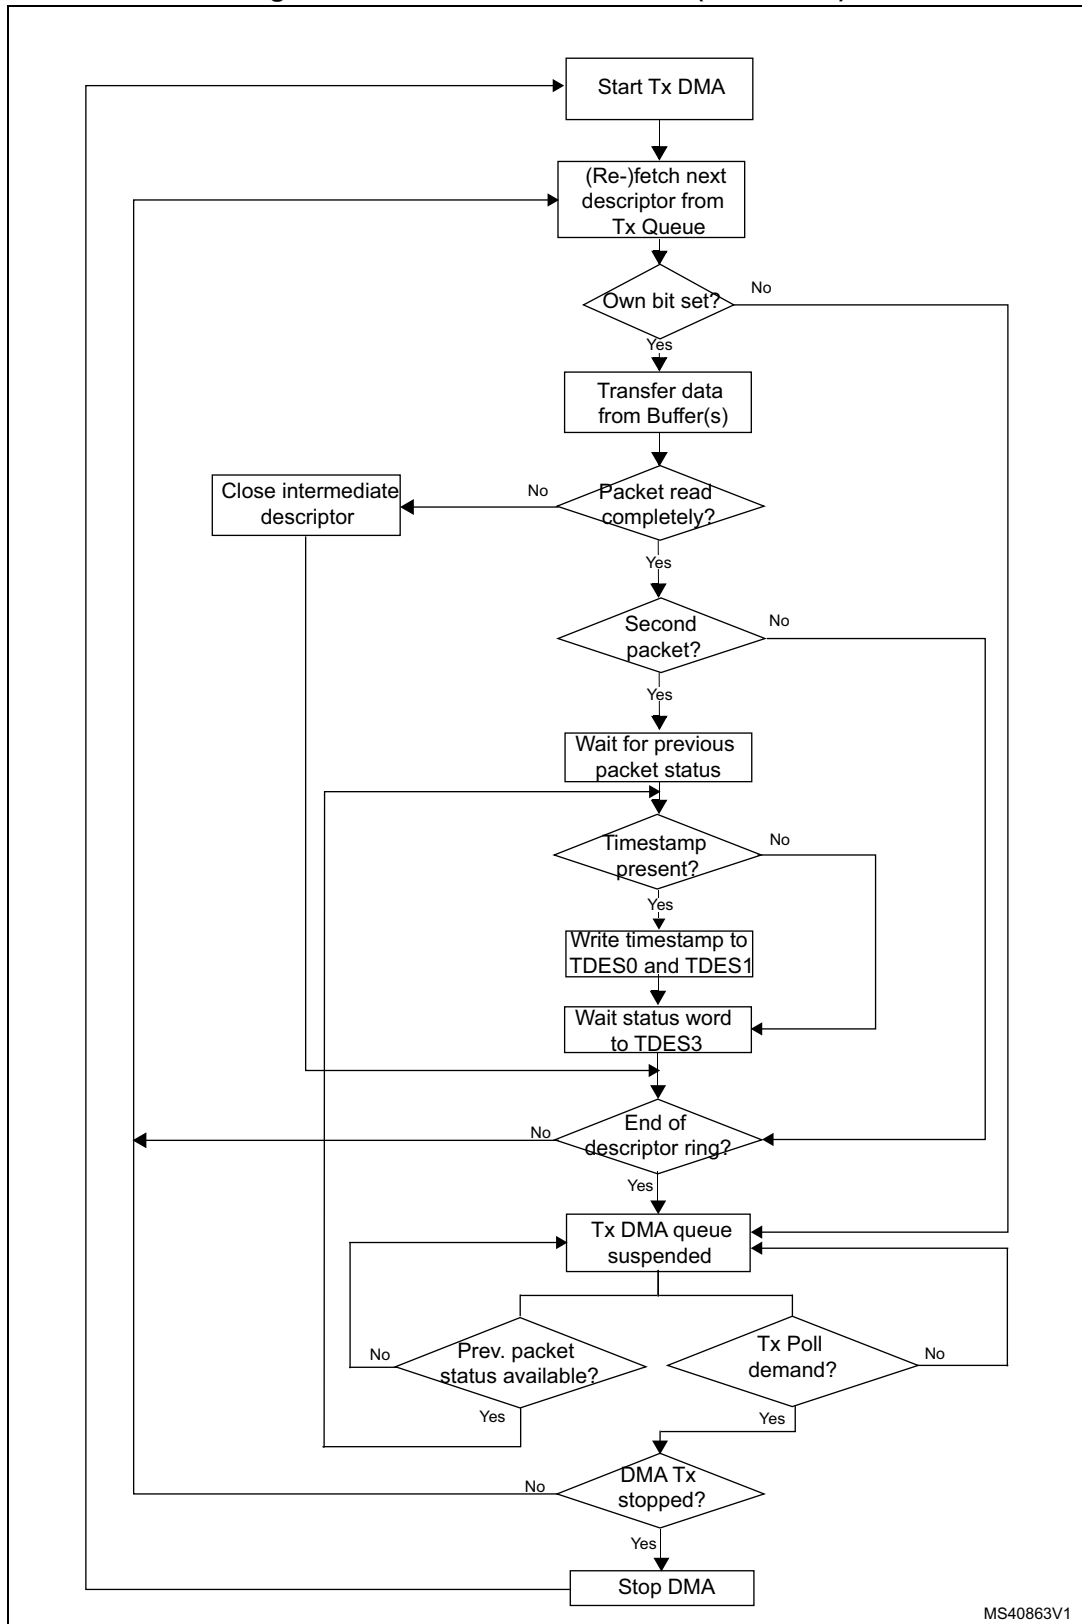 Start Tx DMA
(Re-)fetch next
descriptor from
Tx Queue
Own bit set?
No
Yes
Transfer data
from Buffer(s)
Close intermediate
descriptor
No
Packet read
completely?
Yes
Second
packet?
No
Yes
Wait for previous
packet status
Timestamp
present?
No
Yes
Write timestamp to
TDES0 and TDES1
Wait status word
to TDES3
End of
descriptor ring?
No
Yes
Tx DMA queue
suspended
No
Prev. packet
status available?
Yes
Tx Poll
demand?
No
Yes
No
DMA Tx
stopped?
Yes
Stop DMA
MS40863V1